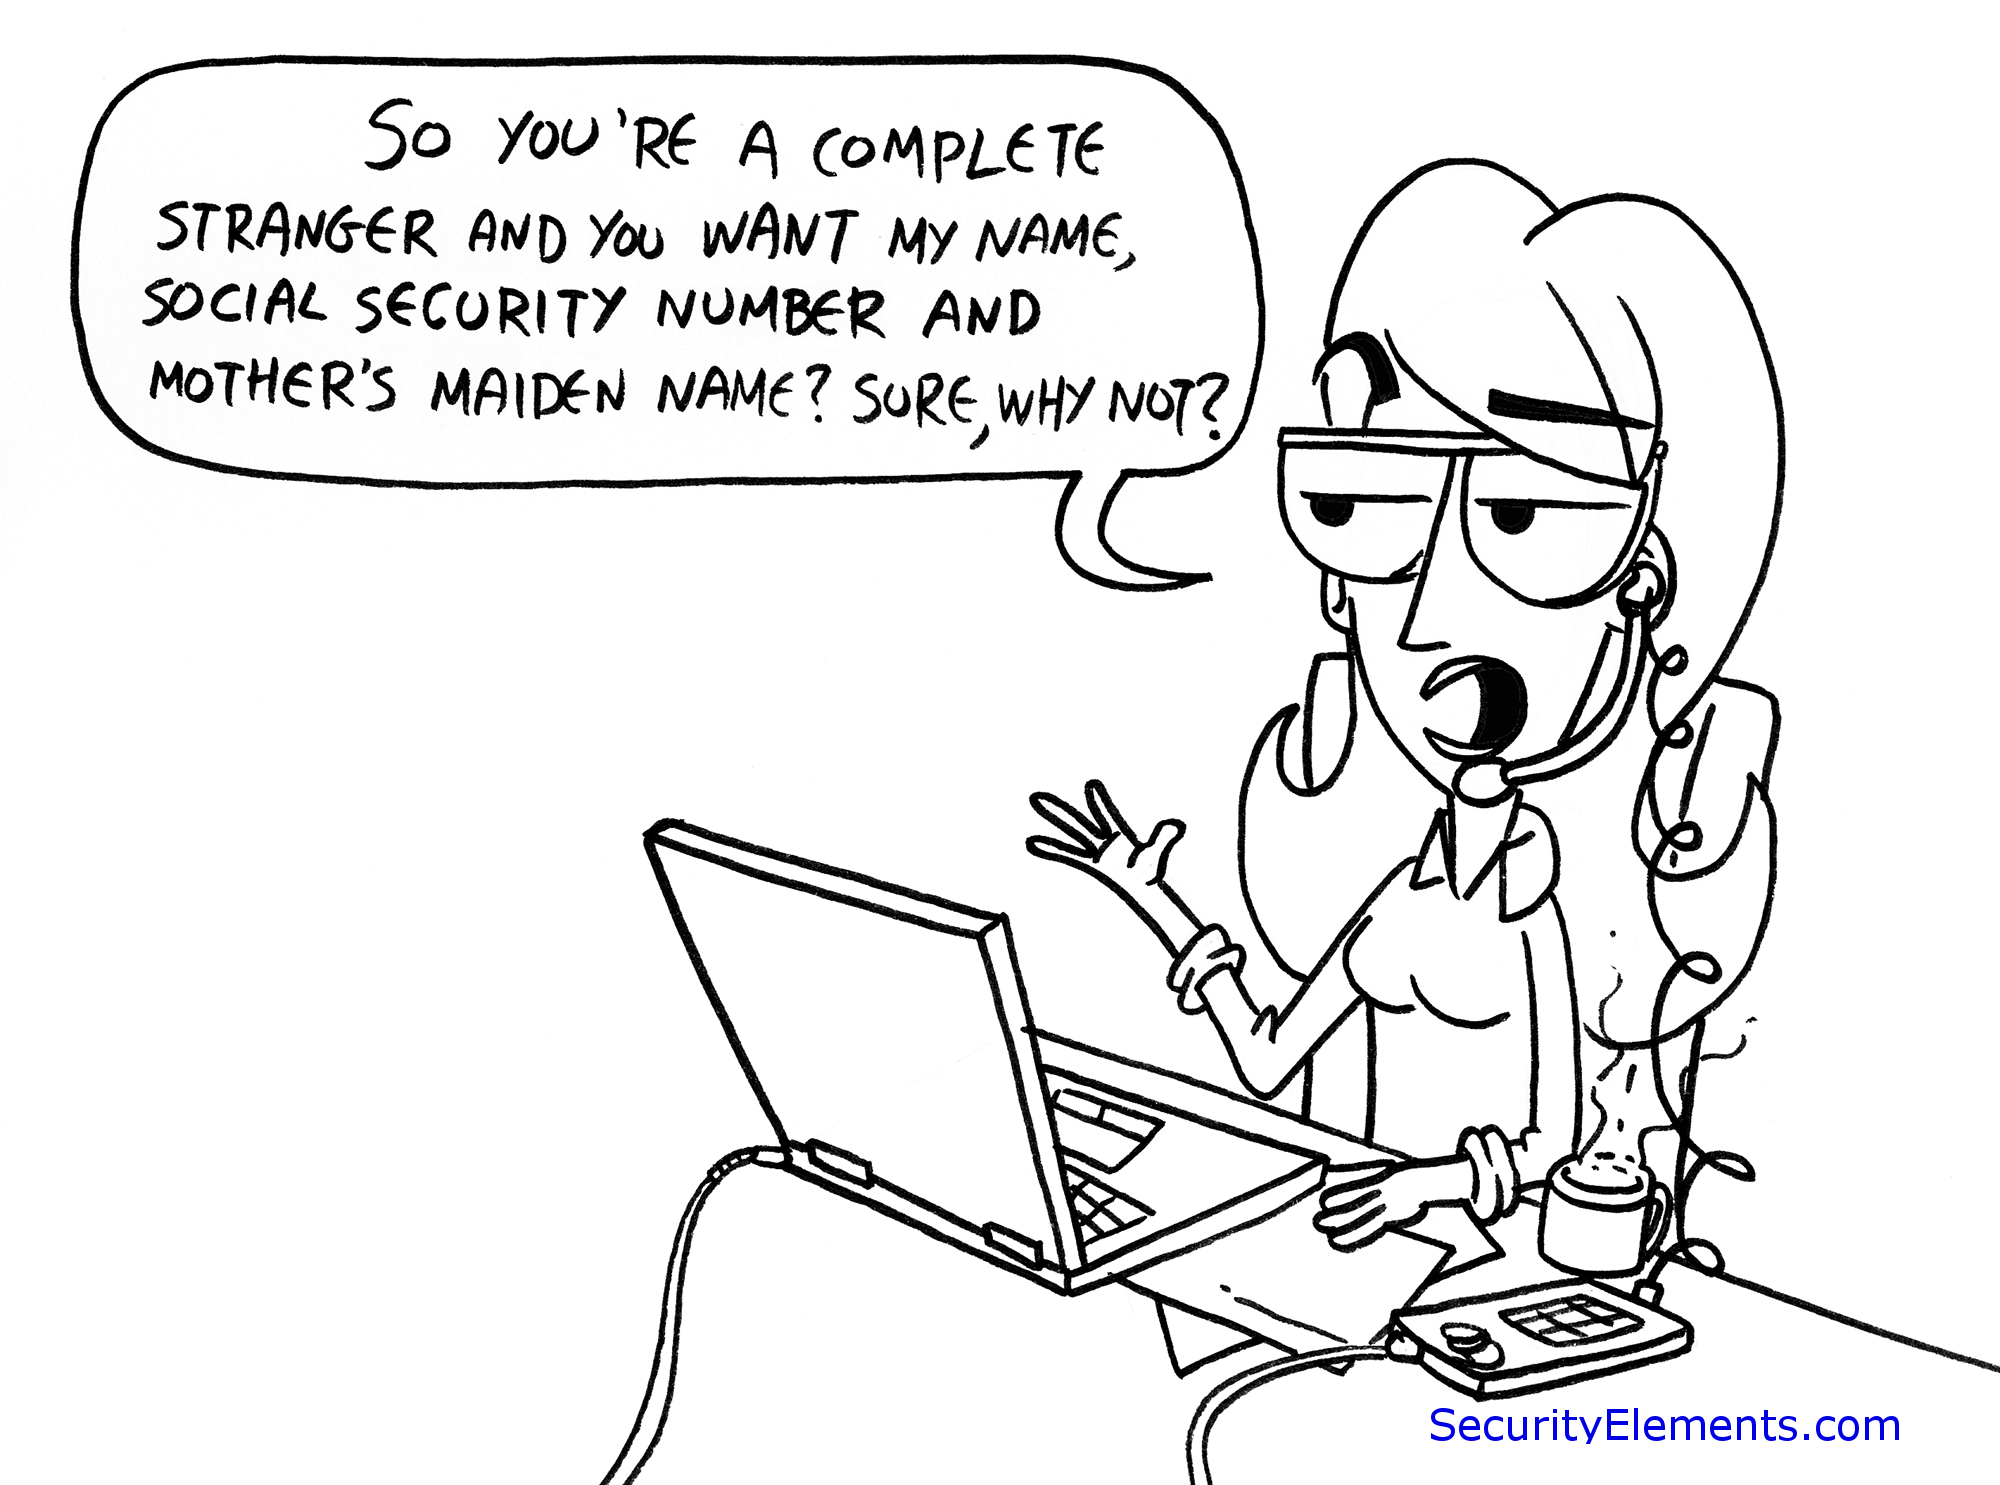 SO YOU'RE A COMPLETE
STRANGER AND YOU WANT MY NAME,
SOCIAL SECURITY NUMBER AND
MOTHER'S MAIDEN NAME? SURE, WHY NOT?
SecurityElements.com